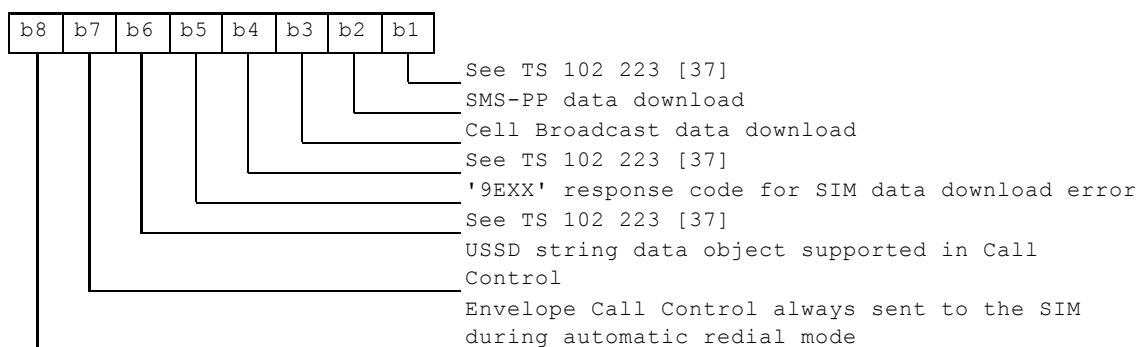 b8 b7 b6 b5 b4 b3 b2 b1
See TS 102 223 [37]
SMS-PP data download
Cell Broadcast data download
See TS 102 223 [37]
'9EXX' response code for SIM data download error
See TS 102 223 [37]
USSD string data object supported in Call
Control
Envelope Call Control always sent to the SIM
during automatic redial mode